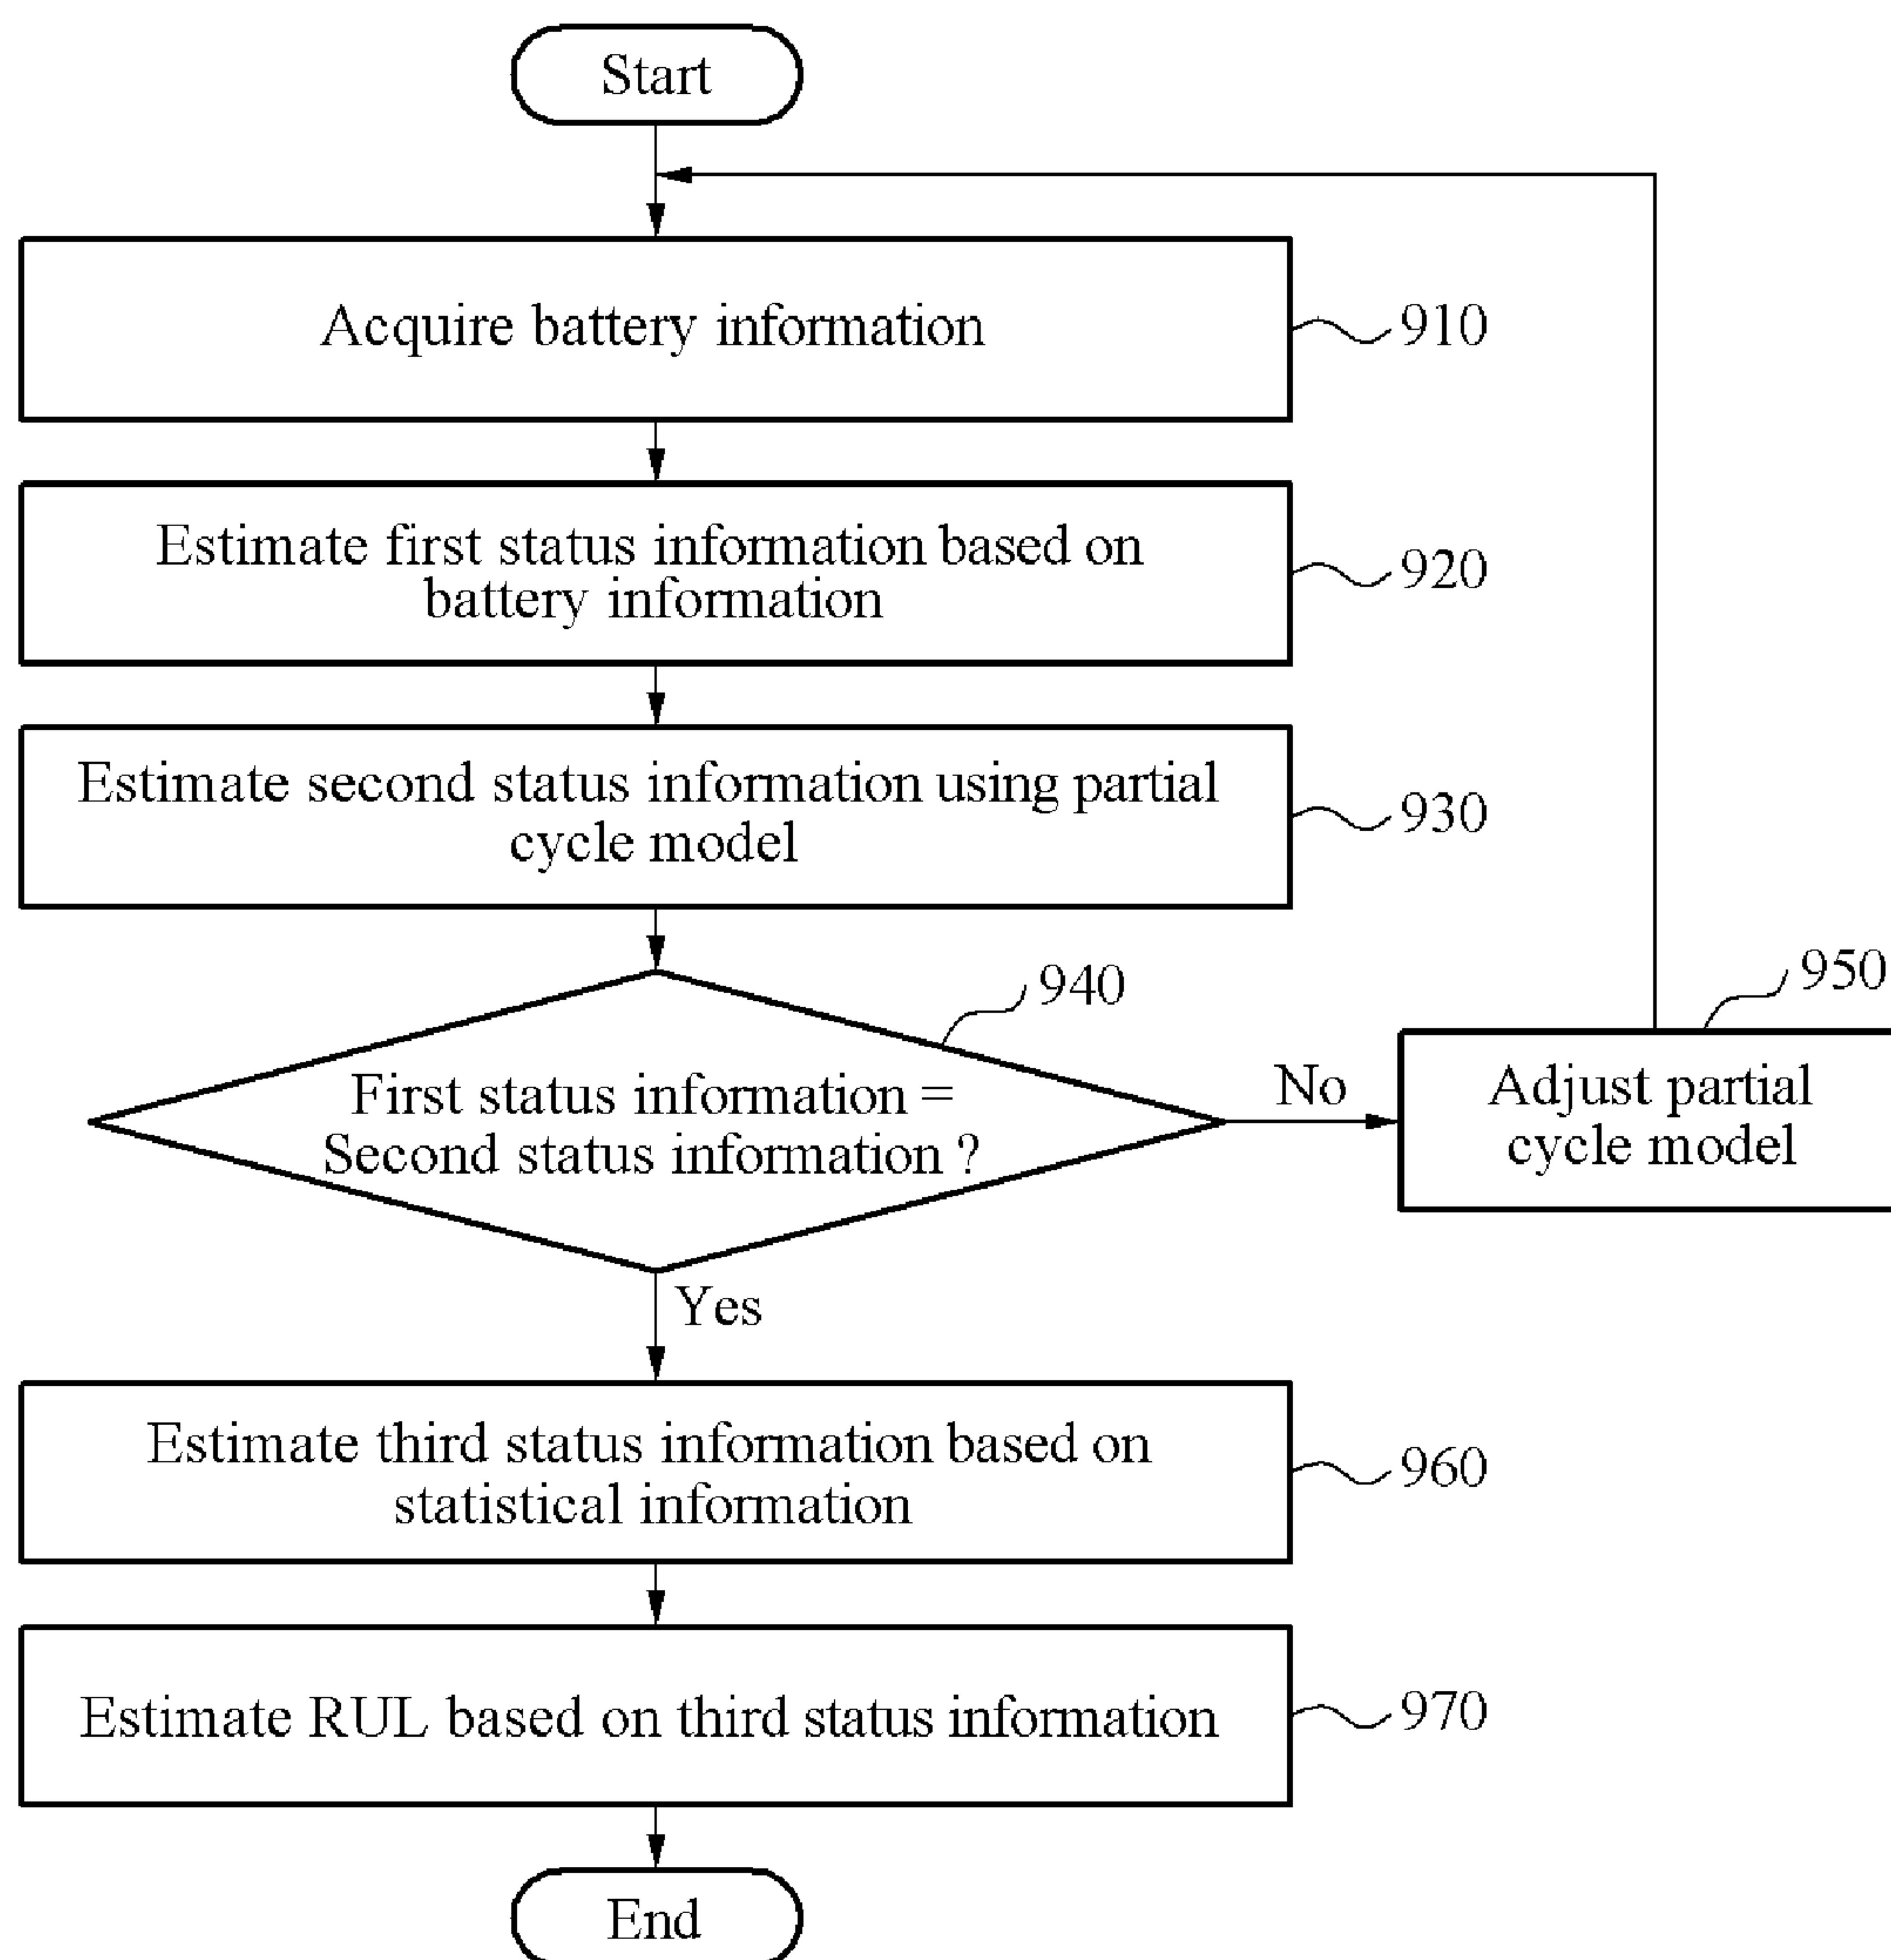 Start
Acquire battery information
910
Estimate first status information based on
battery information
920
Estimate second status information using partial
cycle model
930
940
First status information =
Second status information ?
No
950
Adjust partial
cycle model
Yes
Estimate third status information based on
statistical information
960
Estimate RUL based on third status information
970
End